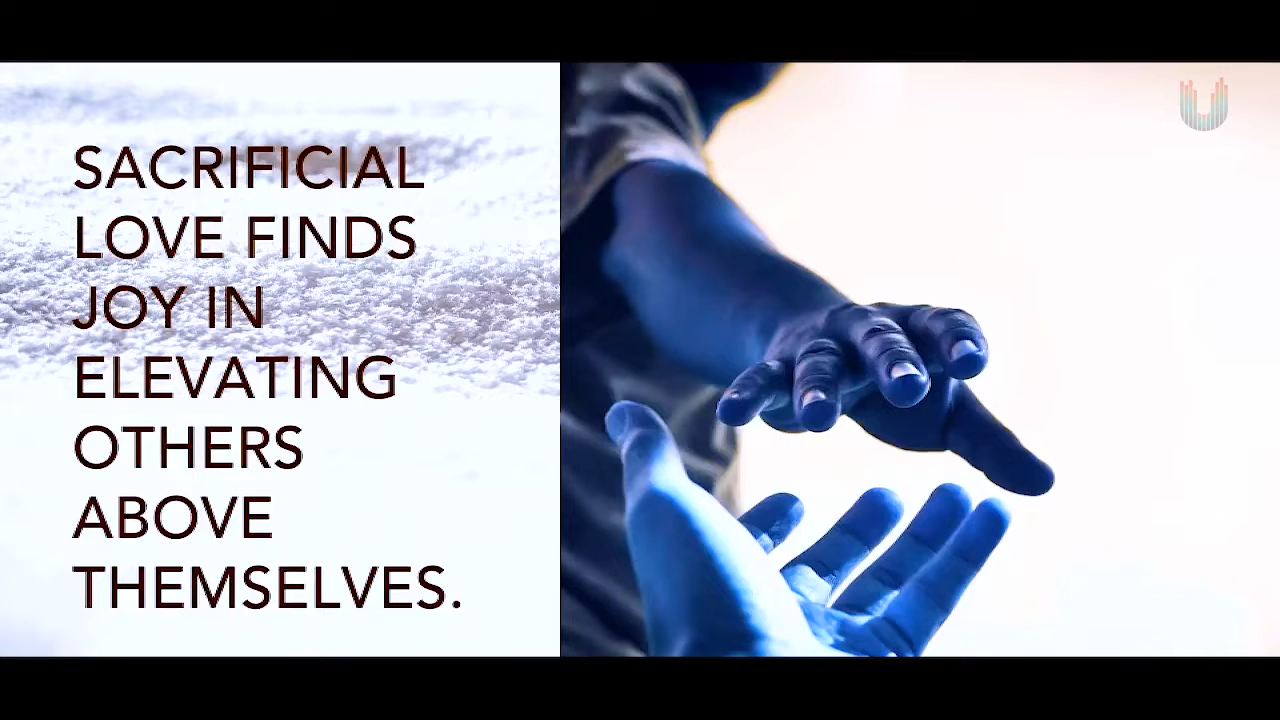 SACRIFICIAL
LOVE FINDS
JOY IN
ELEVATING
OTHERS
ABOVE
THEMSELVES.